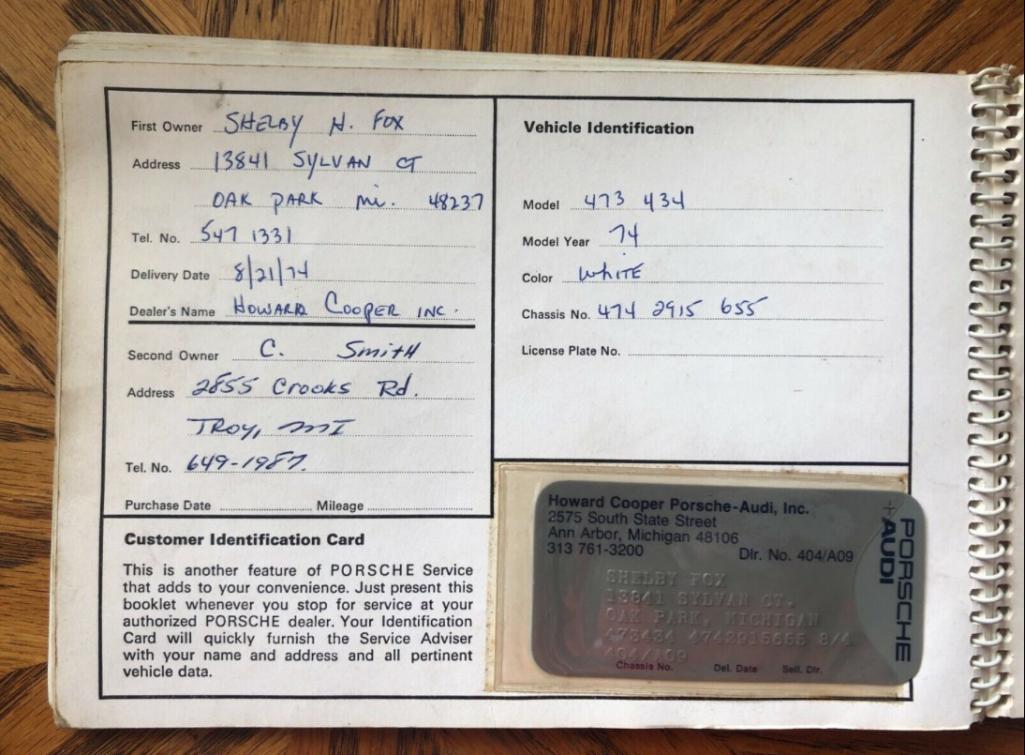 First Owner SHELBY H. FOX
Address 13841 SYLVAN CT
OAK PARK Mi. 48237
Tel. No. 547 1331
Delivery Date 8/21/74
Dealer's Name HOWARD COOPER INC.
Second Owner C. Smith
Address 2855 Crooks Rd.
TROY, MI
Tel. No. 649-1987.
Purchase Date Mileage
Customer Identification Card
This is another feature of PORSCHE Service
that adds to your convenience. Just present this
booklet whenever you stop for service at your
authorized PORSCHE dealer. Your Identification
Card will quickly furnish the Service Adviser
with your name and address and all pertinent
vehicle data.
Vehicle Identification
Model 473 434
Model Year 74
Color WHITE
Chassis No. 474 2915 655
License Plate No.
Howard Cooper Porsche-Audi, Inc.
2575 South State Street
Ann Arbor, Michigan 48106
313 761-3200 Dlr. No. 404/A09
SHELBY FOX
13841 SYLVAN CT.
OAK PARK, MICHIGAN
473434 4742915655 8/4
404/A09
Chassis No. Del. Date Sell. Dlr.
PORSCHE
+AUDI